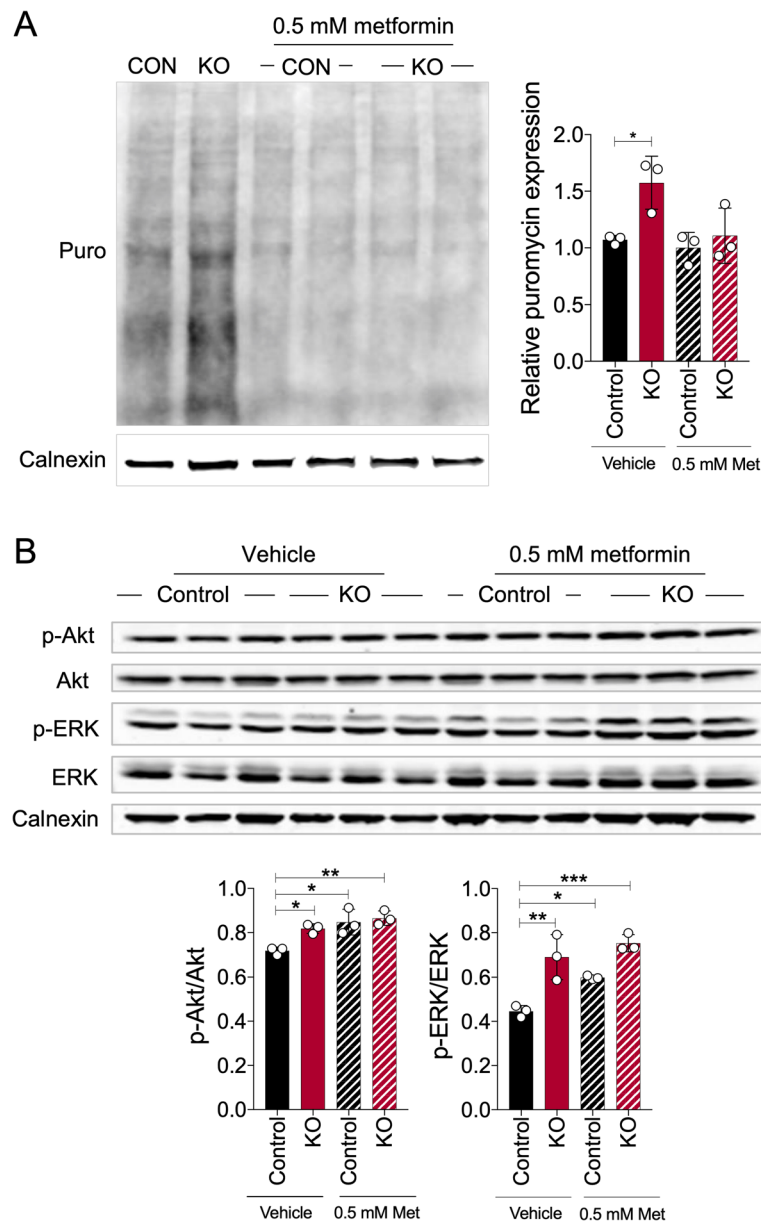 A
0.5 mM metformin
CON KO CON KO
Puro
Calnexin
Relative puromycin expression
2.0
1.5
1.0
0.5
0.0
*
Control
KO
Control
KO
Vehicle 0.5 mM Met
B
Vehicle 0.5 mM metformin
Control KO Control KO
p-Akt
Akt
p-ERK
ERK
Calnexin
p-Akt/Akt
1.0
0.8
0.6
0.4
0.2
0.0
**
*
*
Control
KO
Control
KO
Vehicle 0.5 mM Met
p-ERK/ERK
1.0
0.8
0.6
0.4
0.2
0.0
***
*
**
Control
KO
Control
KO
Vehicle 0.5 mM Met